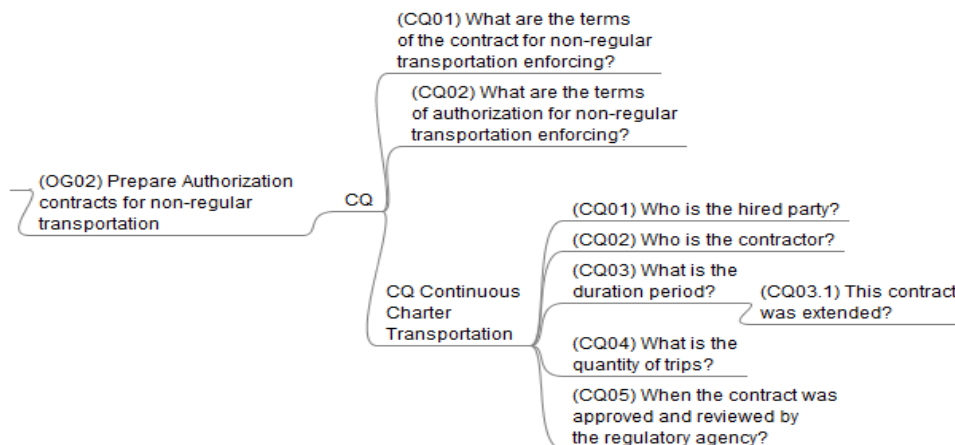 (CQ01) What are the terms
of the contract for non-regular
transportation enforcing?
(CQ02) What are the terms
of authorization for non-regular
transportation enforcing?
(OG02) Prepare Authorization
contracts for non-regular
transportation
CQ
CQ Continuous
Charter
Transportation
(CQ01) Who is the hired party?
(CQ02) Who is the contractor?
(CQ03) What is the
duration period?
(CQ03.1) This contract
was extended?
(CQ04) What is the
quantity of trips?
(CQ05) When the contract was
approved and reviewed by
the regulatory agency?